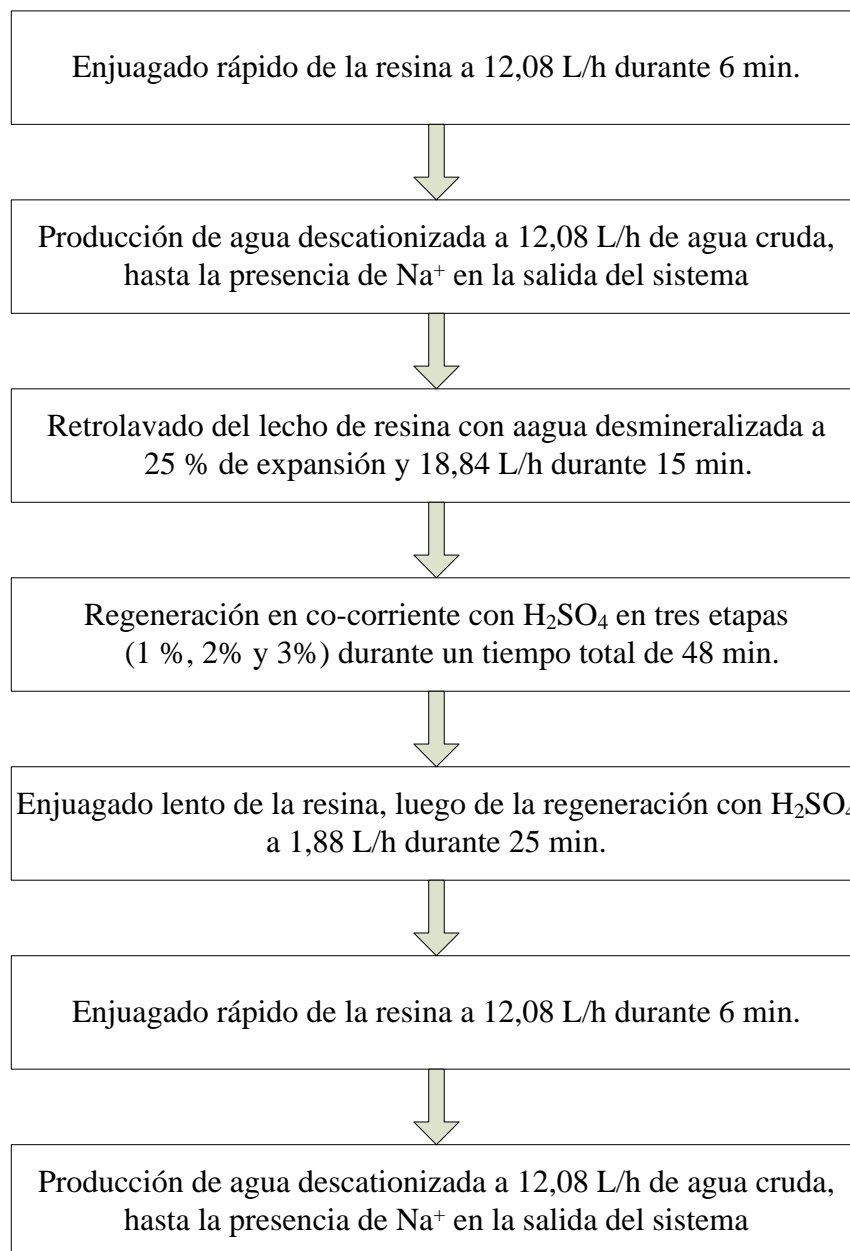 Enjuagado rápido de la resina a 12,08 L/h durante 6 min.
Producción de agua descationizada a 12,08 L/h de agua cruda,
hasta la presencia de Na⁺ en la salida del sistema
Retrolavado del lecho de resina con aagua desmineralizada a
25 % de expansión y 18,84 L/h durante 15 min.
Regeneración en co-corriente con H₂SO₄ en tres etapas
(1 %, 2% y 3%) durante un tiempo total de 48 min.
Enjuagado lento de la resina, luego de la regeneración con H₂SO₄
a 1,88 L/h durante 25 min.
Enjuagado rápido de la resina a 12,08 L/h durante 6 min.
Producción de agua descationizada a 12,08 L/h de agua cruda,
hasta la presencia de Na⁺ en la salida del sistema